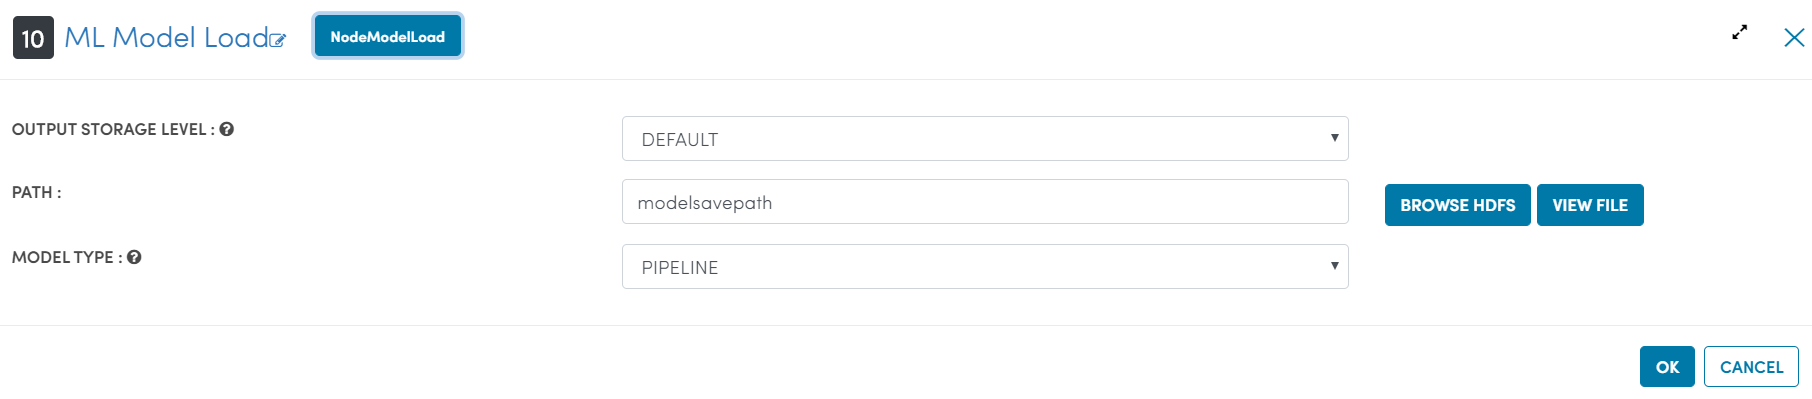 10 ML Model Load NodeModelLoad
OUTPUT STORAGE LEVEL : DEFAULT
PATH : modelsavepath BROWSE HDFS VIEW FILE
MODEL TYPE : PIPELINE
OK CANCEL